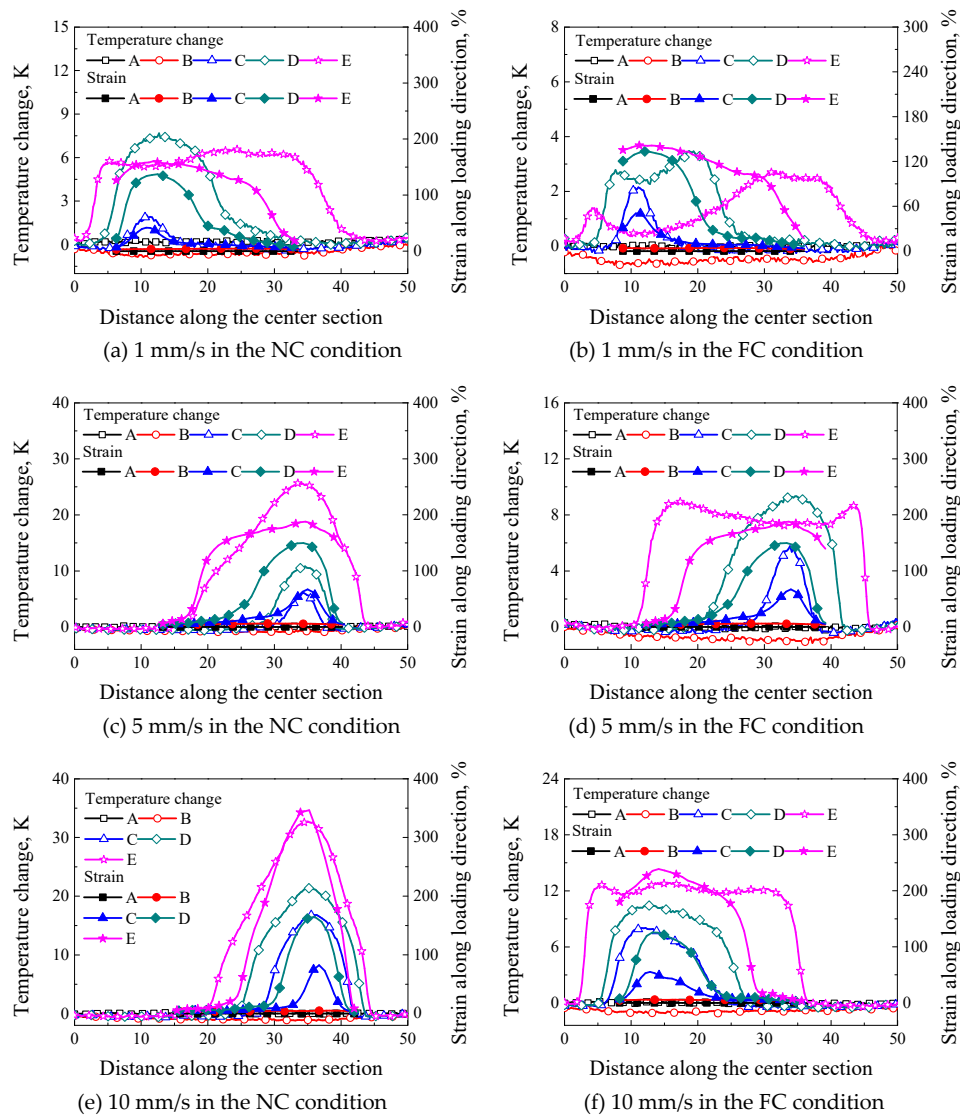 Temperature change, K
15
12
9
6
3
0
Temperature change
A B C D E
Strain
A B C D E
400
300
200
100
0
Strain along loading direction, %
0 10 20 30 40 50
Distance along the center section
(a) 1 mm/s in the NC condition
Temperature change, K
8
6
4
2
0
Temperature change
A B C D E
Strain
A B C D E
300
240
180
120
60
0
Strain along loading direction, %
0 10 20 30 40 50
Distance along the center section
(b) 1 mm/s in the FC condition
Temperature change, K
40
30
20
10
0
Temperature change
A B C D E
Strain
A B C D E
400
300
200
100
0
Strain along loading direction, %
0 10 20 30 40 50
Distance along the center section
(c) 5 mm/s in the NC condition
Temperature change, K
16
12
8
4
0
Temperature change
A B C D E
Strain
A B C D E
400
300
200
100
0
Strain along loading direction, %
0 10 20 30 40 50
Distance along the center section
(d) 5 mm/s in the FC condition
Temperature change, K
40
30
20
10
0
Temperature change
A B
C D
E
Strain
A B
C D
E
400
300
200
100
0
Strain along loading direction, %
0 10 20 30 40 50
Distance along the center section
(e) 10 mm/s in the NC condition
Temperature change, K
24
18
12
6
0
Temperature change
A B C D E
Strain
A B C D E
400
300
200
100
0
Strain along loading direction, %
0 10 20 30 40 50
Distance along the center section
(f) 10 mm/s in the FC condition